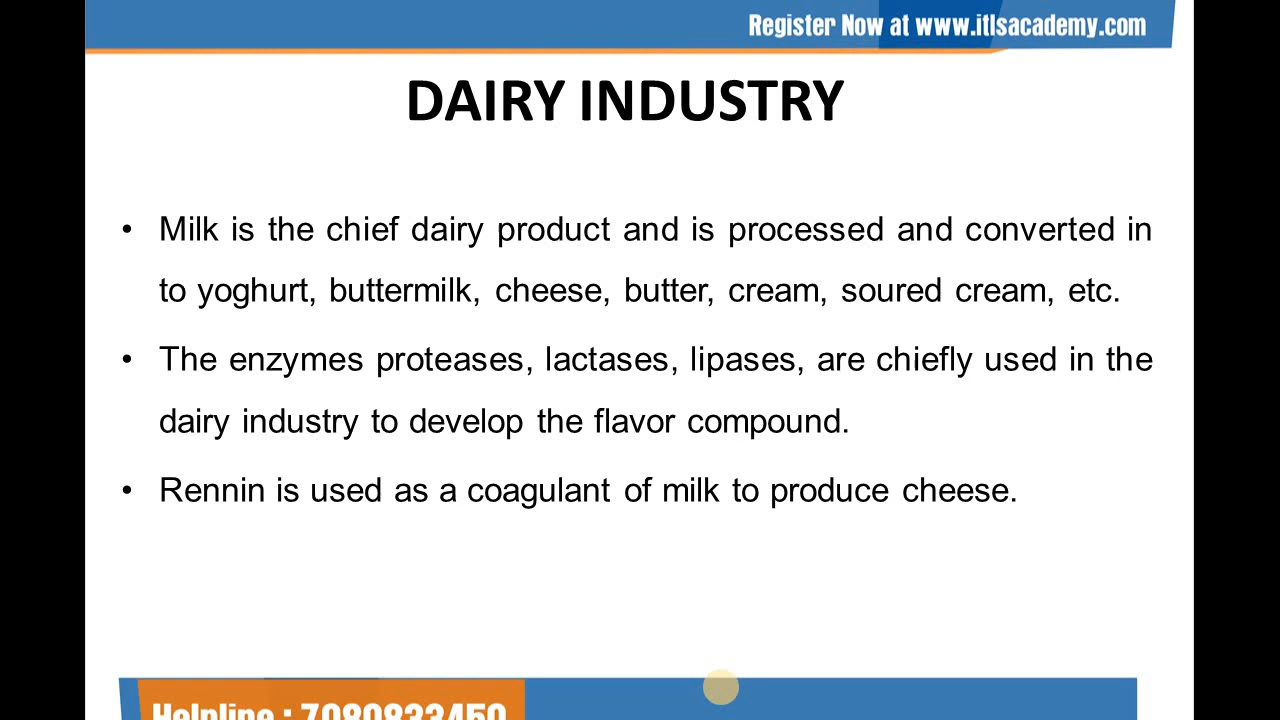 Register Now at www.itlsacademy.com
DAIRY INDUSTRY
• Milk is the chief dairy product and is processed and converted in
to yoghurt, buttermilk, cheese, butter, cream, soured cream, etc.
• The enzymes proteases, lactases, lipases, are chiefly used in the
dairy industry to develop the flavor compound.
• Rennin is used as a coagulant of milk to produce cheese.
Helpline : 7080833450